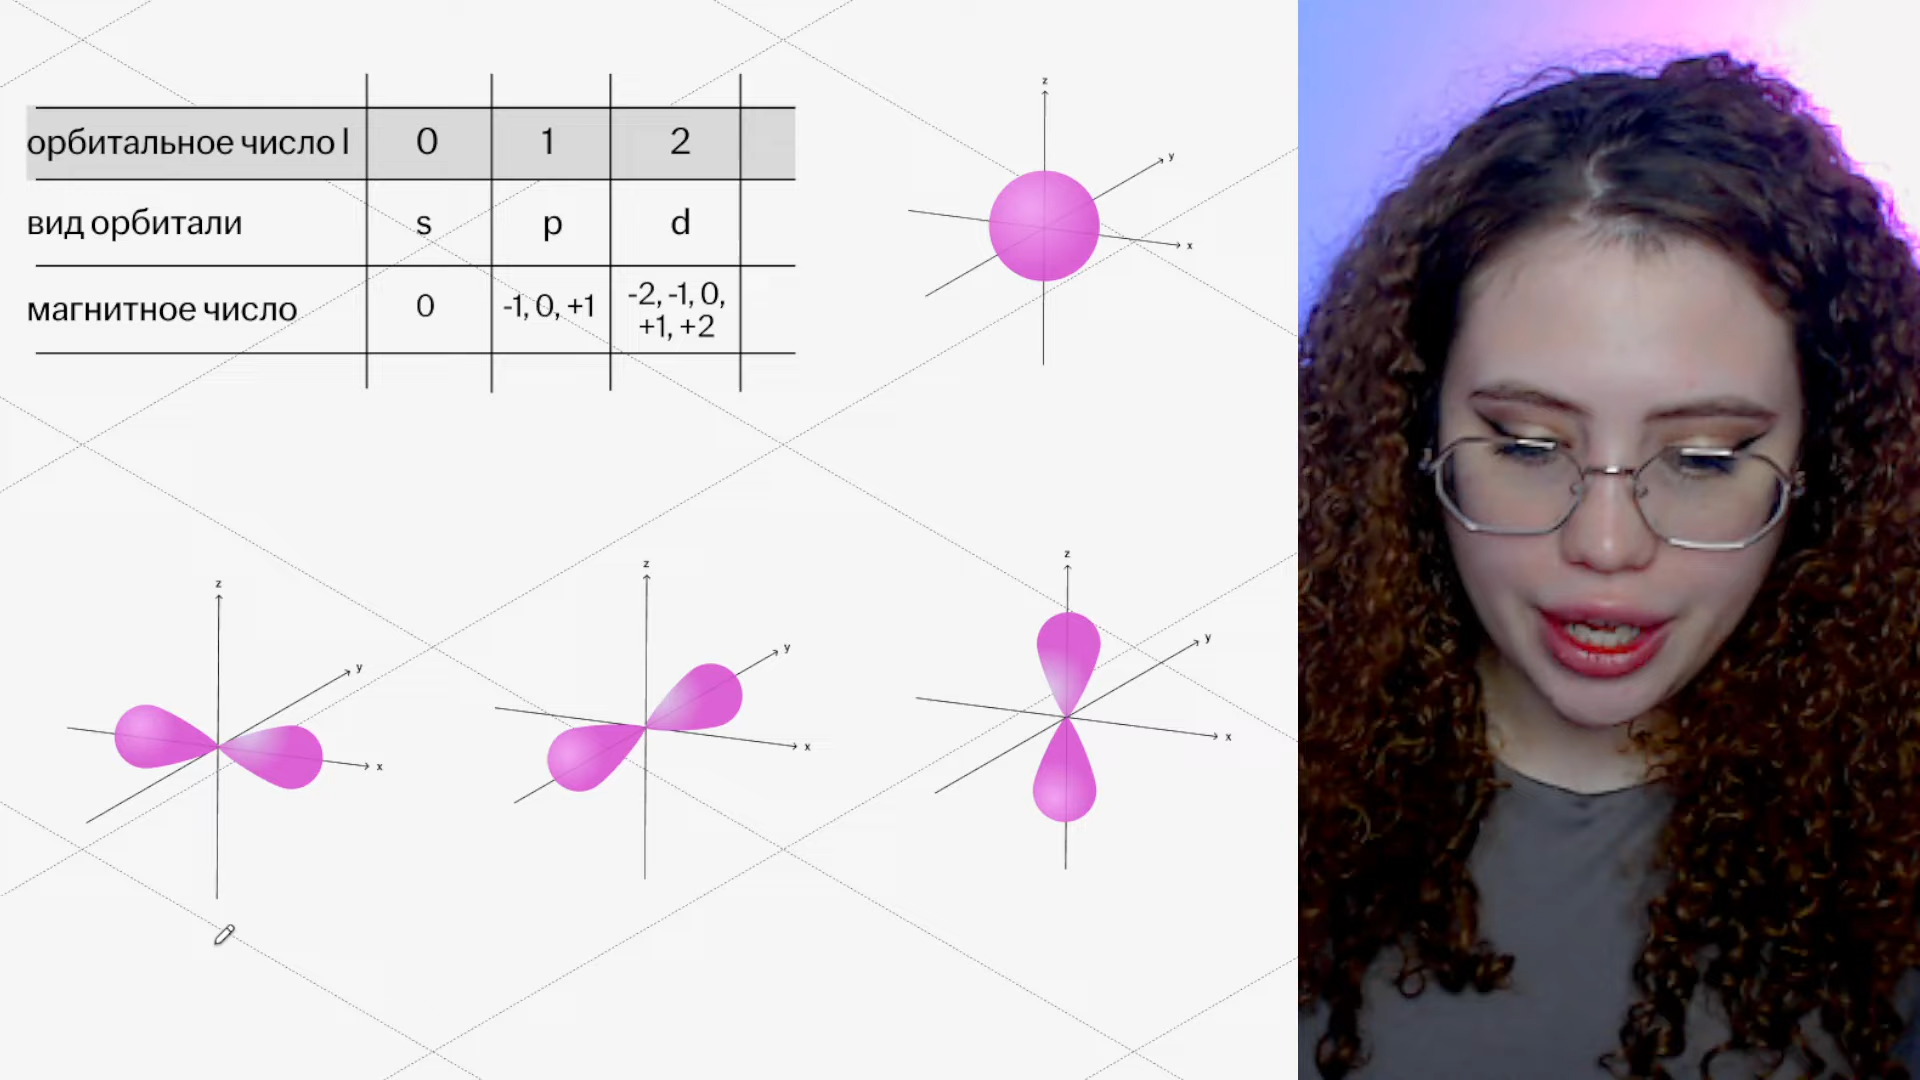 орбитальное число l 0 1 2
вид орбитали s p d
магнитное число 0 -1, 0, +1 -2, -1, 0,
+1, +2
z
y
x
z
y
x
z
y
x
z
y
x